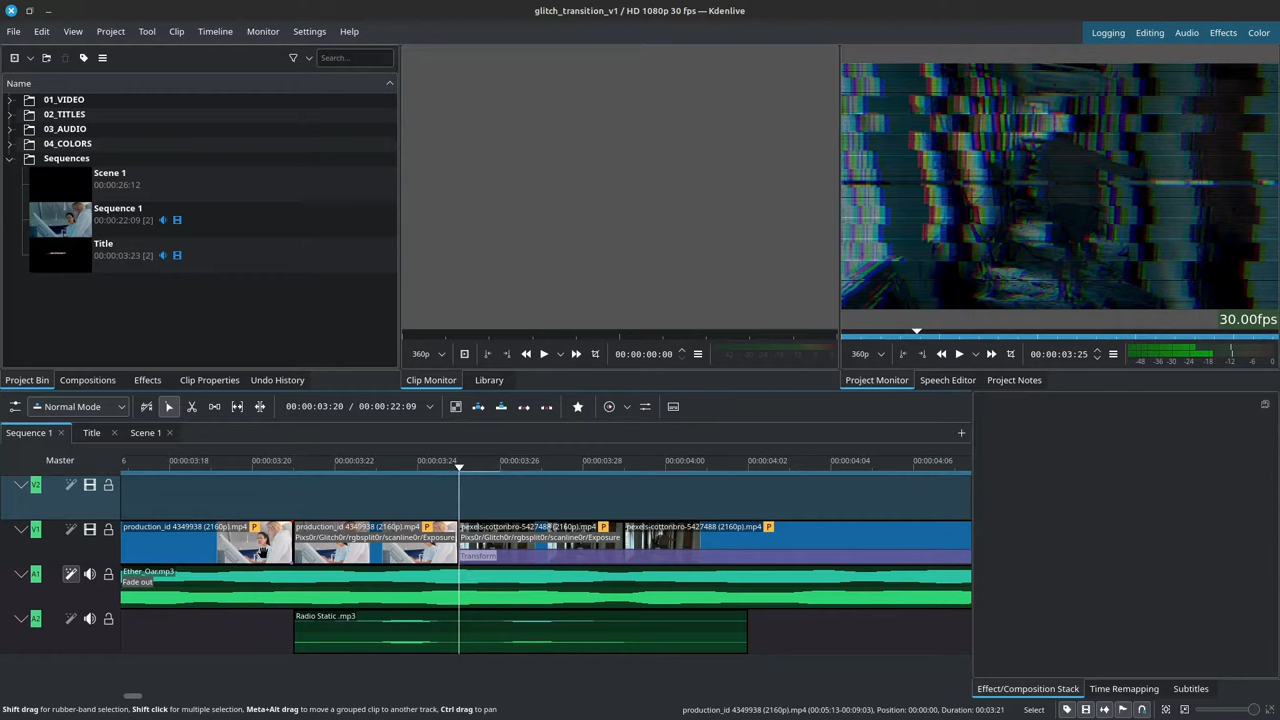 glitch_transition_v1 / HD 1080p 30 fps — Kdenlive
File Edit View Project Tool Clip Timeline Monitor Settings Help
Logging Editing Audio Effects Color
Search...
Name
01_VIDEO
02_TITLES
03_AUDIO
04_COLORS
Sequences
Scene 1
00:00:26:12
Sequence 1
00:00:22:09 [2]
Title
00:00:03:23 [2]
30.00fps
360p 00:00:00:00
360p 00:00:03:25
-48 -36 -30 -24 -18 -12 -6 0
Project Bin Compositions Effects Clip Properties Undo History
Clip Monitor Library
Project Monitor Speech Editor Project Notes
Normal Mode 00:00:03:20 / 00:00:22:09
Sequence 1 Title Scene 1
Master
6 00:00:03:18 00:00:03:20 00:00:03:22 00:00:03:24 00:00:03:26 00:00:03:28 00:00:04:00 00:00:04:02 00:00:04:04 00:00:04:06
V2
V1
production_id 4349938 (2160p).mp4 P
production_id 4349938 (2160p).mp4 P
pexels-cottonbro-5427488 (2160p).mp4 P
pexels-cottonbro-5427488 (2160p).mp4 P
Pixs0r/Glitch0r/rgbsplit0r/scanline0r/Exposure
Pixs0r/Glitch0r/rgbsplit0r/scanline0r/Exposure
Transform
A1
Ether_Oar.mp3
Fade out
A2
Radio Static .mp3
Effect/Composition Stack Time Remapping Subtitles
Shift drag for rubber-band selection, Shift click for multiple selection, Meta+Alt drag to move a grouped clip to another track, Ctrl drag to pan
production_id 4349938 (2160p).mp4 (00:05:13-00:09:03), Position: 00:00:00, Duration: 00:03:21
Select